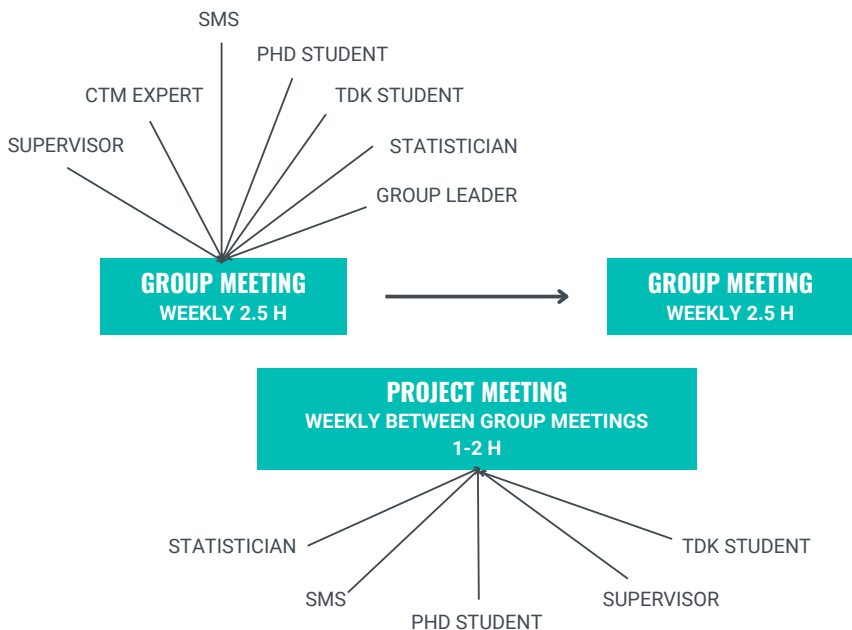 SMS
PHD STUDENT
CTM EXPERT
TDK STUDENT
SUPERVISOR
STATISTICIAN
GROUP LEADER
GROUP MEETING
WEEKLY 2.5 H
GROUP MEETING
WEEKLY 2.5 H
PROJECT MEETING
WEEKLY BETWEEN GROUP MEETINGS
1-2 H
STATISTICIAN
TDK STUDENT
SMS
SUPERVISOR
PHD STUDENT